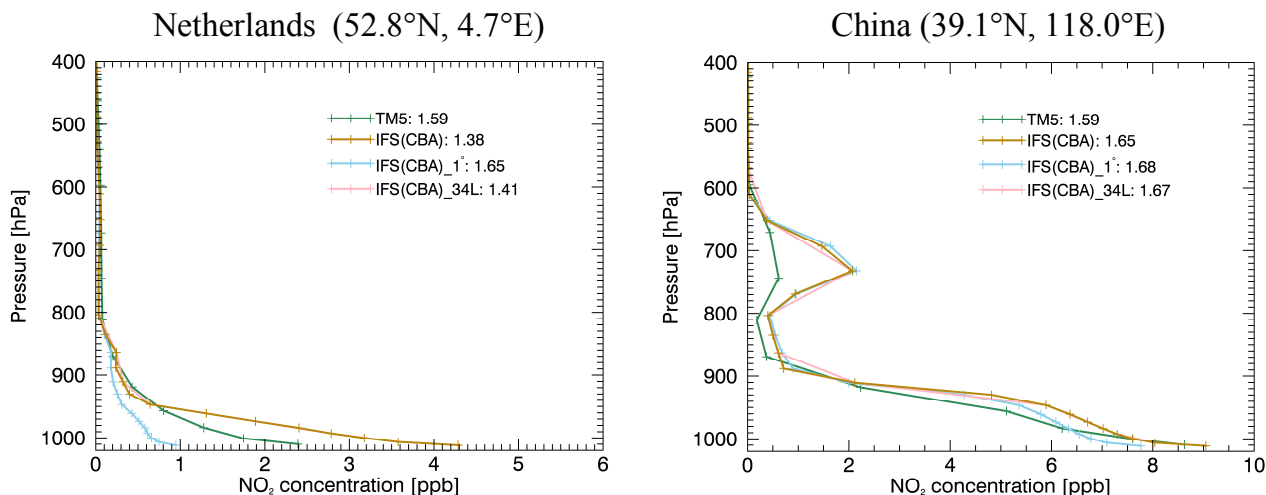 Netherlands (52.8°N, 4.7°E)
400
500
600
700
800
900
1000
Pressure [hPa]
TM5: 1.59
IFS(CBA): 1.38
IFS(CBA)_1°: 1.65
IFS(CBA)_34L: 1.41
0 1 2 3 4 5 6
NO₂ concentration [ppb]
China (39.1°N, 118.0°E)
400
500
600
700
800
900
1000
Pressure [hPa]
TM5: 1.59
IFS(CBA): 1.65
IFS(CBA)_1°: 1.68
IFS(CBA)_34L: 1.67
0 2 4 6 8 10
NO₂ concentration [ppb]